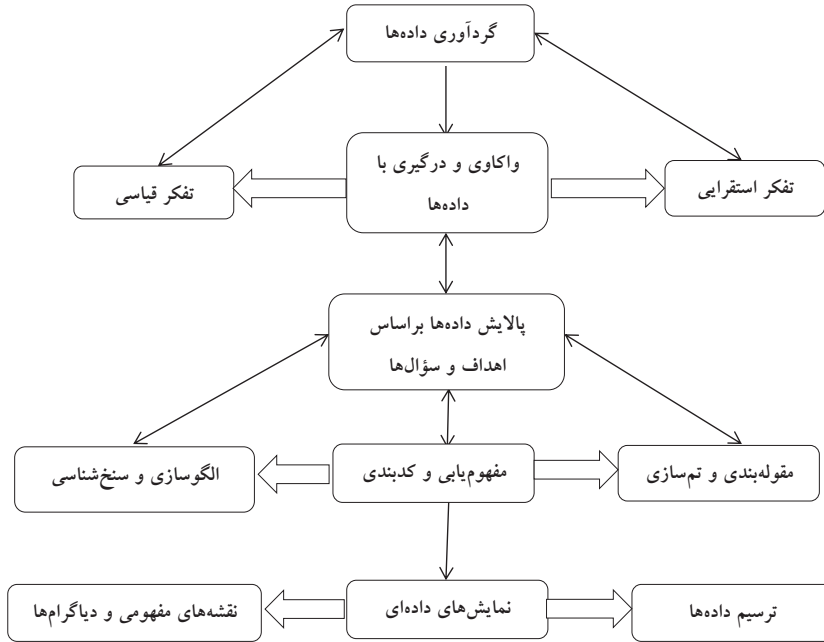 گردآوری داده‌ها
واکاوی و درگیری با
داده‌ها
تفکر استقرایی
تفکر قیاسی
پالایش داده‌ها براساس
اهداف و سؤال‌ها
مقوله‌بندی و تم‌سازی
مفهوم‌یابی و کدبندی
الگوسازی و سنخ‌شناسی
ترسیم داده‌ها
نمایش‌های داده‌ای
نقشه‌های مفهومی و دیاگرام‌ها